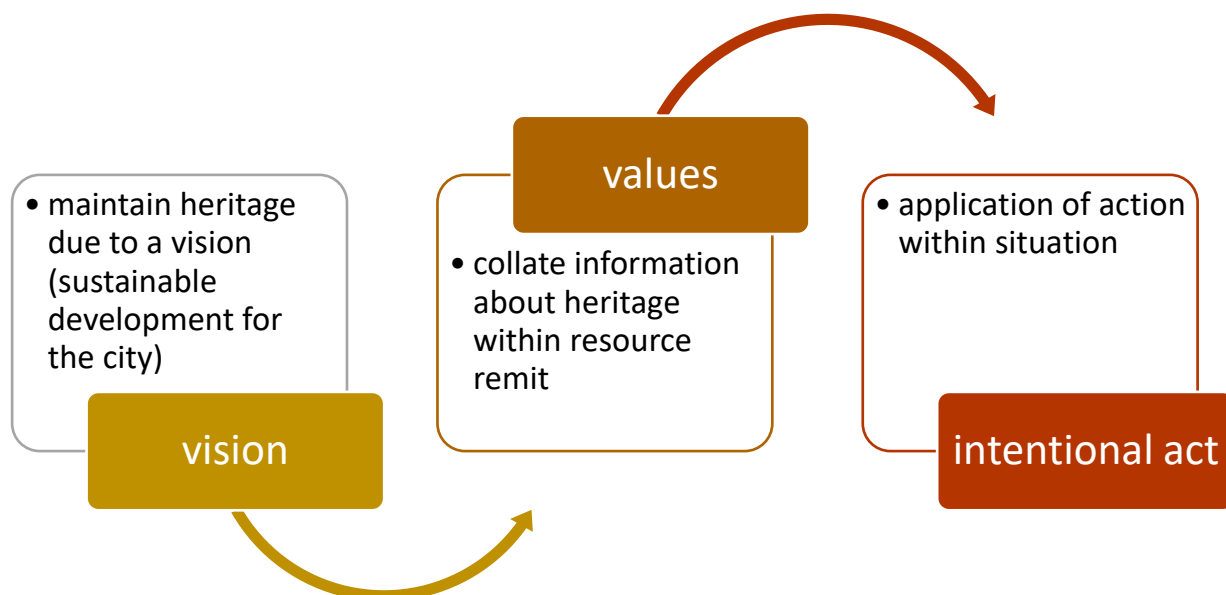 • maintain heritage
due to a vision
(sustainable
development for
the city)
vision
values
• collate information
about heritage
within resource
remit
• application of action
within situation
intentional act